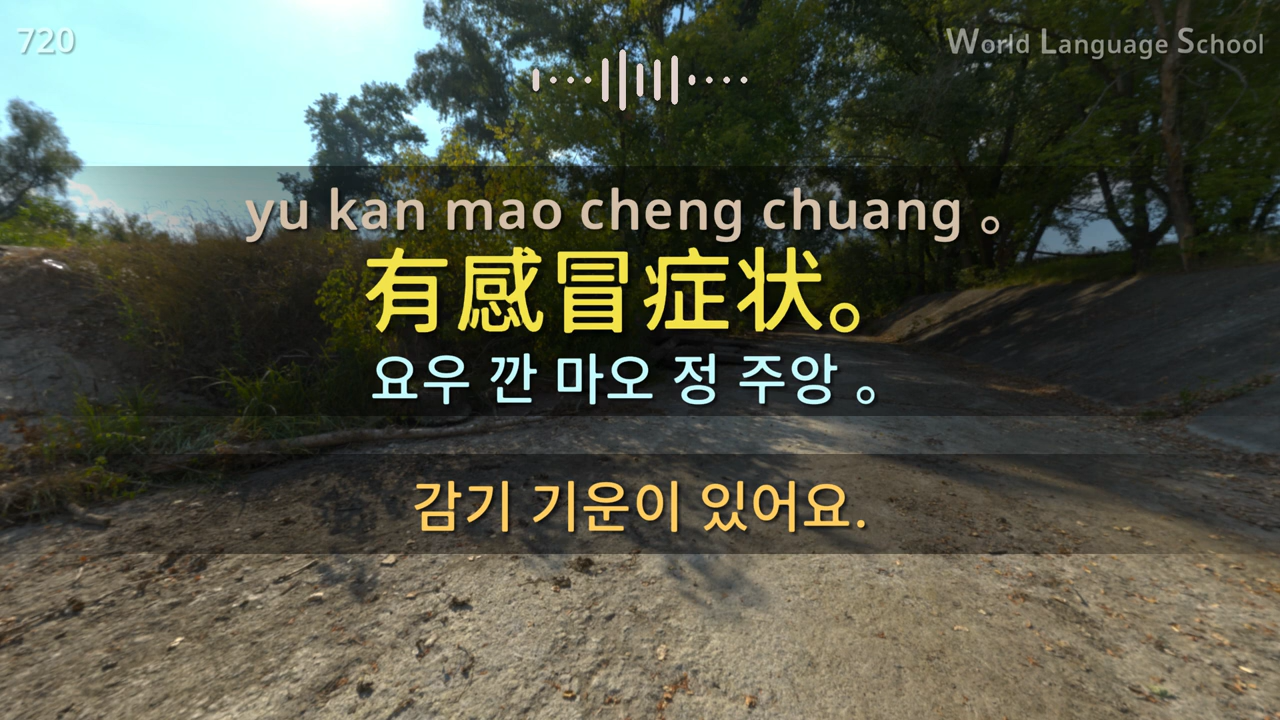 720
World Language School
yu kan mao cheng chuang 。
有感冒症状。
요우 깐 마오 정 주앙 。
감기 기운이 있어요.